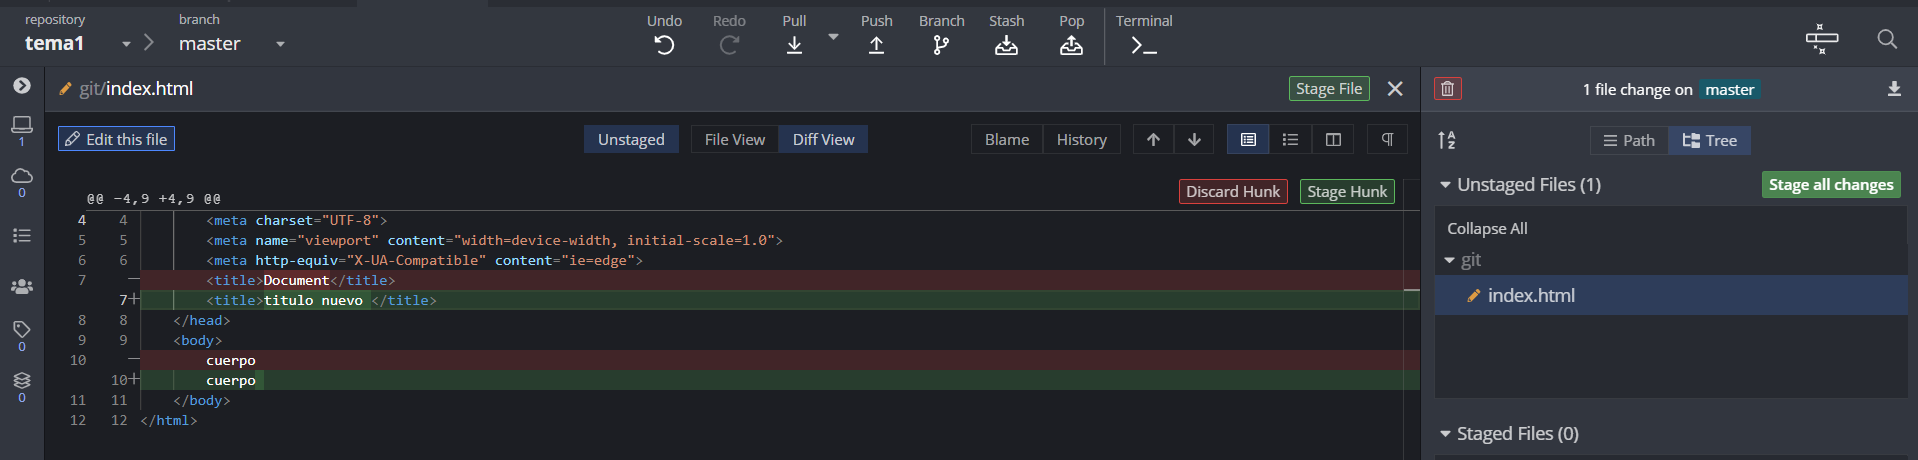 repository
tema1
branch
master
Undo Redo Pull Push Branch Stash Pop Terminal
git/index.html
Stage File
1 file change on master
1
0
0
0
Edit this file
Unstaged File View Diff View
Blame History
Path Tree
@@ -4,9 +4,9 @@
Discard Hunk Stage Hunk
4 4 <meta charset="UTF-8">
5 5 <meta name="viewport" content="width=device-width, initial-scale=1.0">
6 6 <meta http-equiv="X-UA-Compatible" content="ie=edge">
7 − <title>Document</title>
7+ <title>titulo nuevo </title>
8 8 </head>
9 9 <body>
10 − cuerpo
10+ cuerpo
11 11 </body>
12 12 </html>
Unstaged Files (1)
Stage all changes
Collapse All
git
index.html
Staged Files (0)